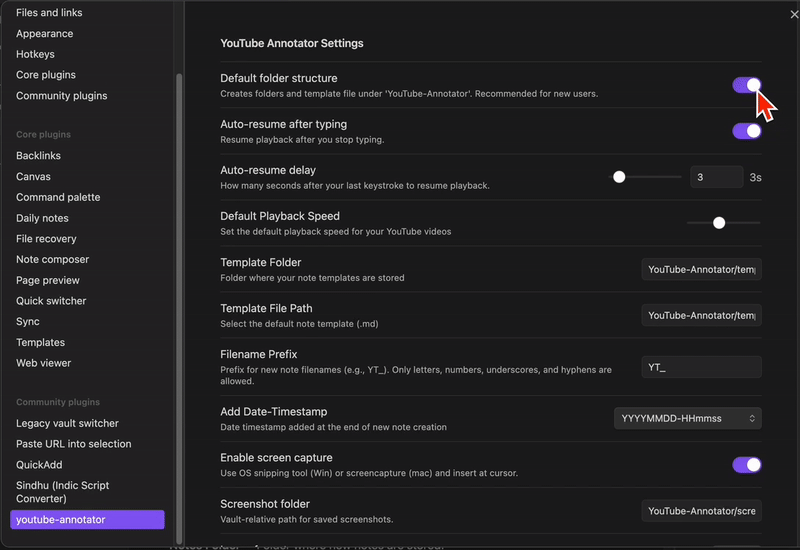 Files and links
Appearance
Hotkeys
Core plugins
Community plugins
Core plugins
Backlinks
Canvas
Command palette
Daily notes
File recovery
Note composer
Page preview
Quick switcher
Sync
Templates
Web viewer
Community plugins
Legacy vault switcher
Paste URL into selection
QuickAdd
Sindhu (Indic Script
Converter)
youtube-annotator
YouTube Annotator Settings
Default folder structure
Creates folders and template file under 'YouTube-Annotator'. Recommended for new users.
Auto-resume after typing
Resume playback after you stop typing.
Auto-resume delay
How many seconds after your last keystroke to resume playback.
3
3s
Default Playback Speed
Set the default playback speed for your YouTube videos
Template Folder
Folder where your note templates are stored
YouTube-Annotator/temp
Template File Path
Select the default note template (.md)
YouTube-Annotator/temp
Filename Prefix
Prefix for new note filenames (e.g., YT_). Only letters, numbers, underscores, and hyphens are
allowed.
YT_
Add Date-Timestamp
Date timestamp added at the end of new note creation
YYYYMMDD-HHmmss
Enable screen capture
Use OS snipping tool (Win) or screencapture (mac) and insert at cursor.
Screenshot folder
Vault-relative path for saved screenshots.
YouTube-Annotator/scre